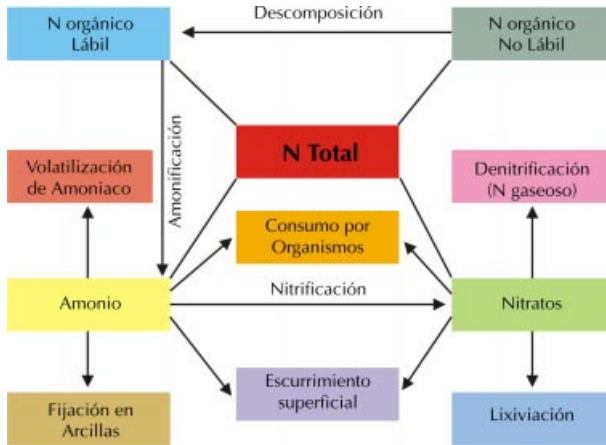 Descomposición
N orgánico
Lábil
N orgánico
No Lábil
Amonificación
N Total
Volatilización
de Amoniaco
Denitrificación
(N gaseoso)
Consumo por
Organismos
Nitrificación
Amonio
Nitratos
Escurrimiento
superficial
Fijación en
Arcillas
Lixiviación